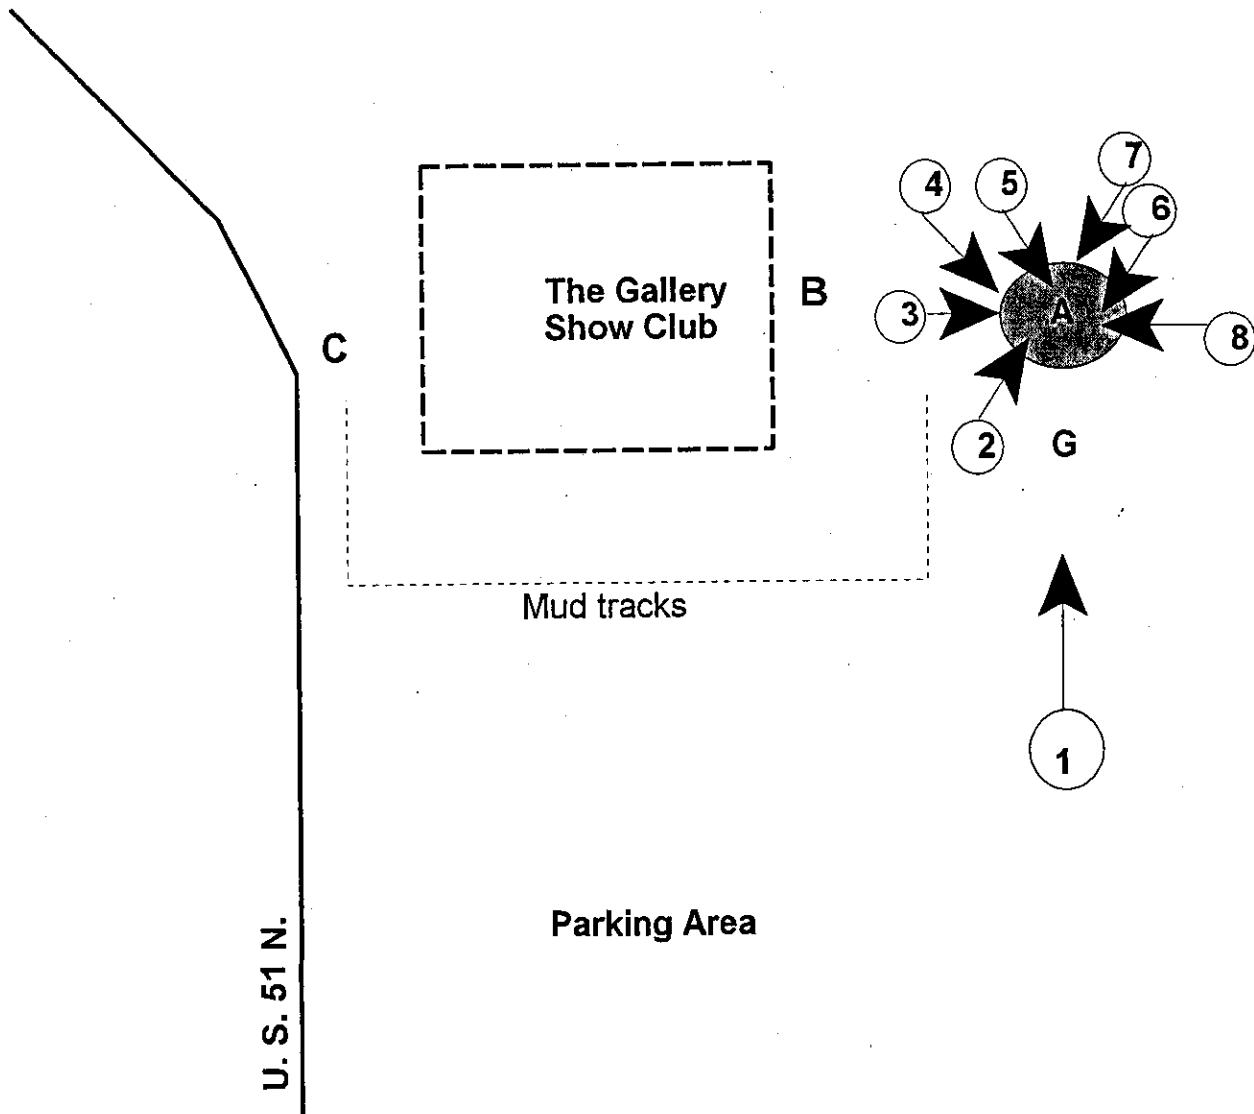 7
4
5
6
The Gallery
Show Club
B
A
3
8
C
2
G
Mud tracks
1
Parking Area
U. S. 51 N.